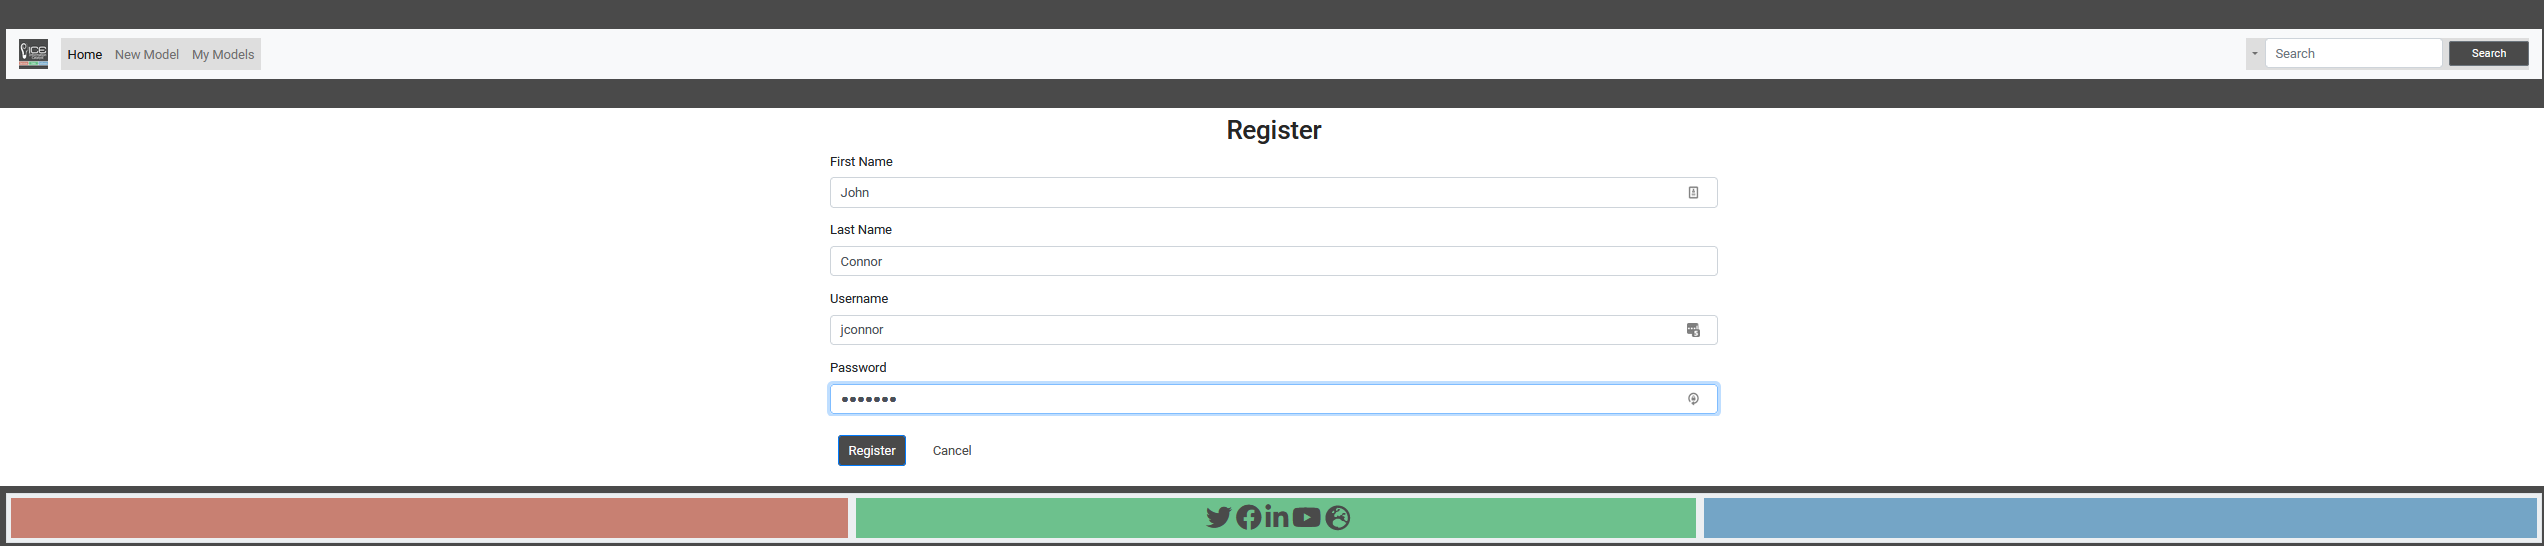 ICE
Home New Model My Models
Search Search
Register
First Name
John
Last Name
Connor
Username
jconnor
Password
•••••••
Register Cancel